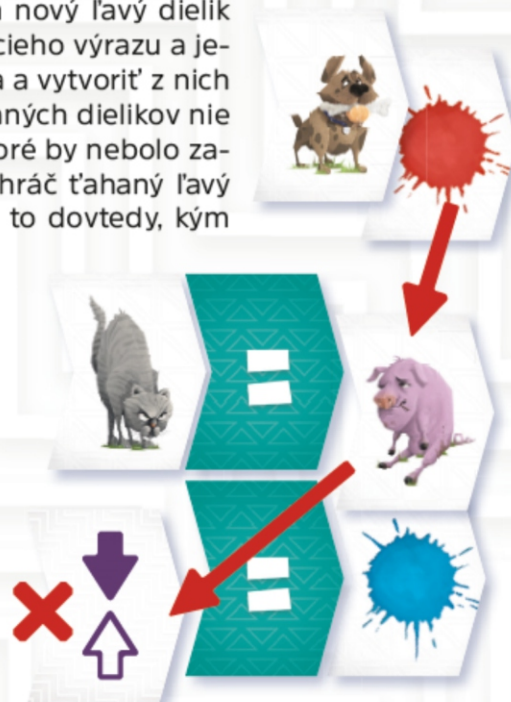 nový ľavý dielik
cieho výrazu a je-
a vytvoriť z nich
ných dielikov nie
oré by nebolo za-
hráč ťahaný ľavý
to dovtedy, kým
=
=